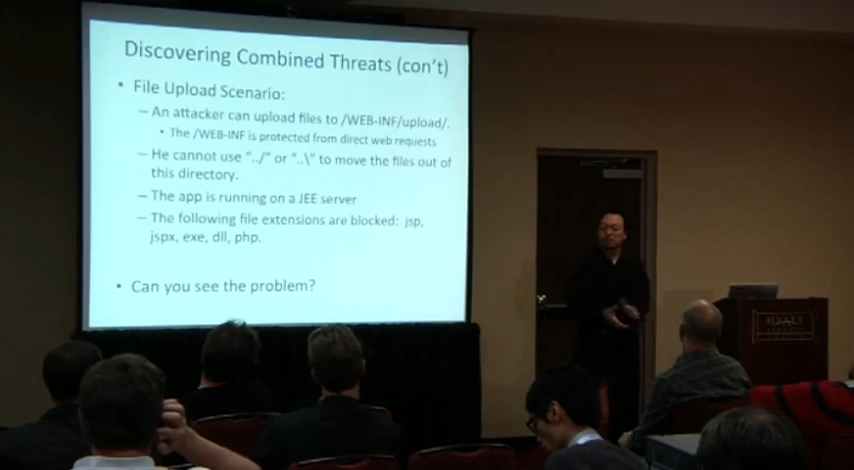 Discovering Combined Threats (con't)
• File Upload Scenario:
– An attacker can upload files to /WEB-INF/upload/.
• The /WEB-INF is protected from direct web requests
– He cannot use "../" or "..\" to move the files out of
this directory.
– The app is running on a JEE server
– The following file extensions are blocked: jsp,
jspx, exe, dll, php.
• Can you see the problem?
HYATT